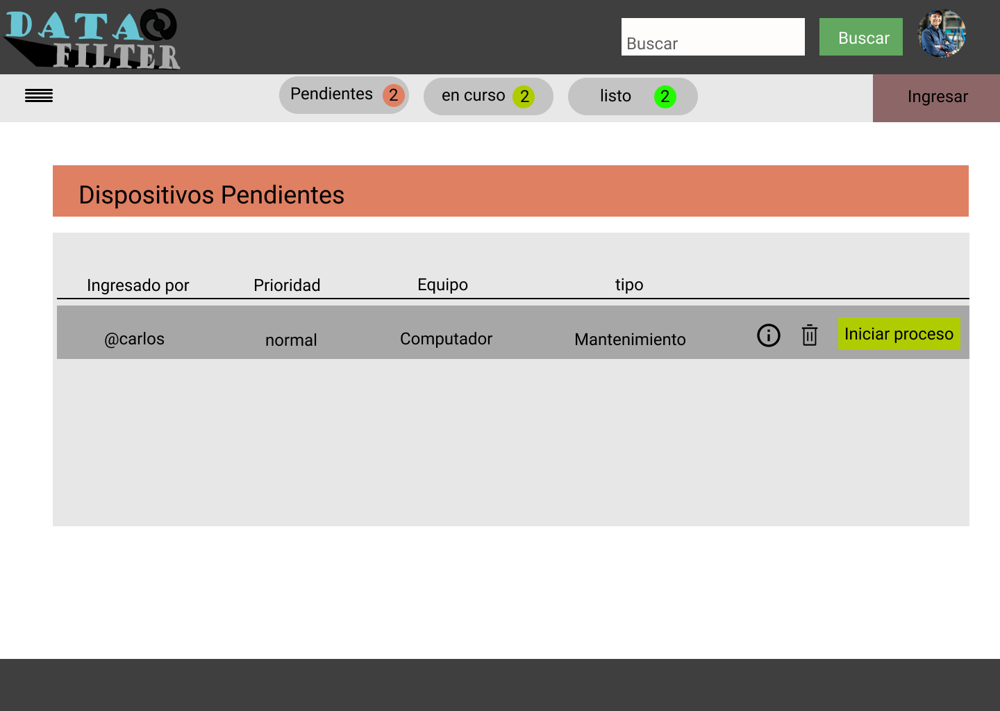 DATA
FILTER
Buscar
Buscar
Pendientes 2
en curso 2
listo 2
Ingresar
Dispositivos Pendientes
Ingresado por Prioridad Equipo tipo
@carlos normal Computador Mantenimiento Iniciar proceso